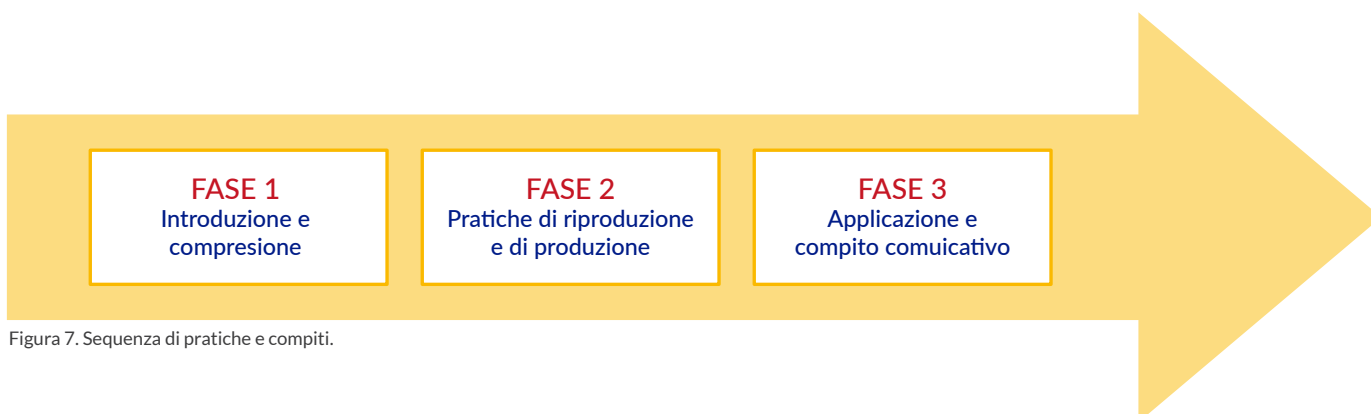 FASE 1
Introduzione e
compresione
FASE 2
Pratiche di riproduzione
e di produzione
FASE 3
Applicazione e
compito comuicativo
Figura 7. Sequenza di pratiche e compiti.